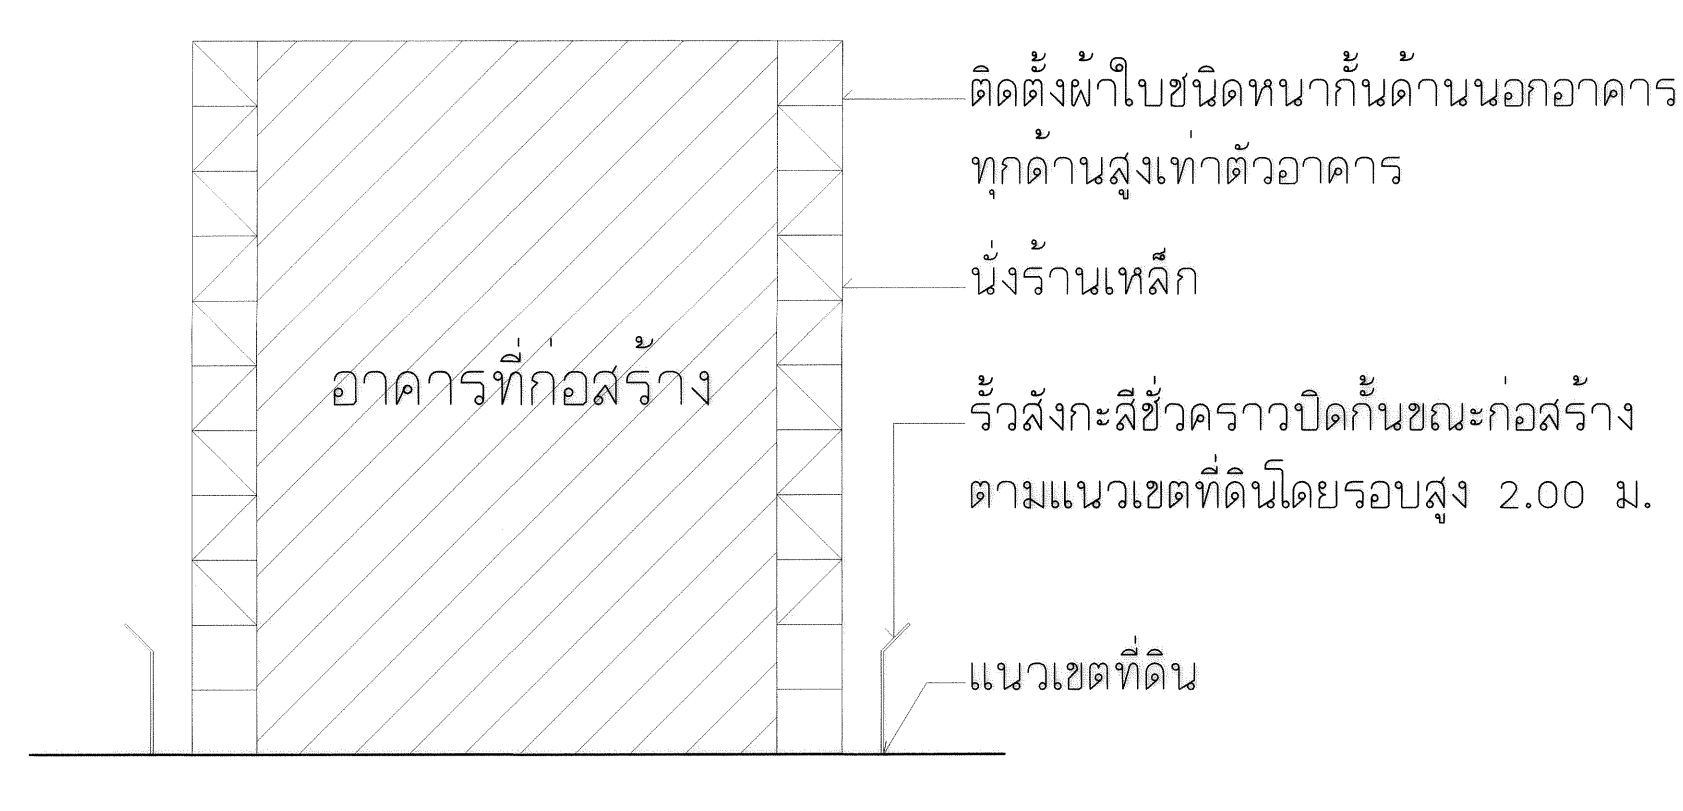 ติดตั้งผ้าใบชนิดหนากั้นด้านนอกอาคาร
ทุกด้านสูงเท่าตัวอาคาร
นั่งร้านเหล็ก
อาคารที่ก่อสร้าง
รั้วสังกะสีชั่วคราวปิดกั้นขณะก่อสร้าง
ตามแนวเขตที่ดินโดยรอบสูง 2.00 ม.
แนวเขตที่ดิน